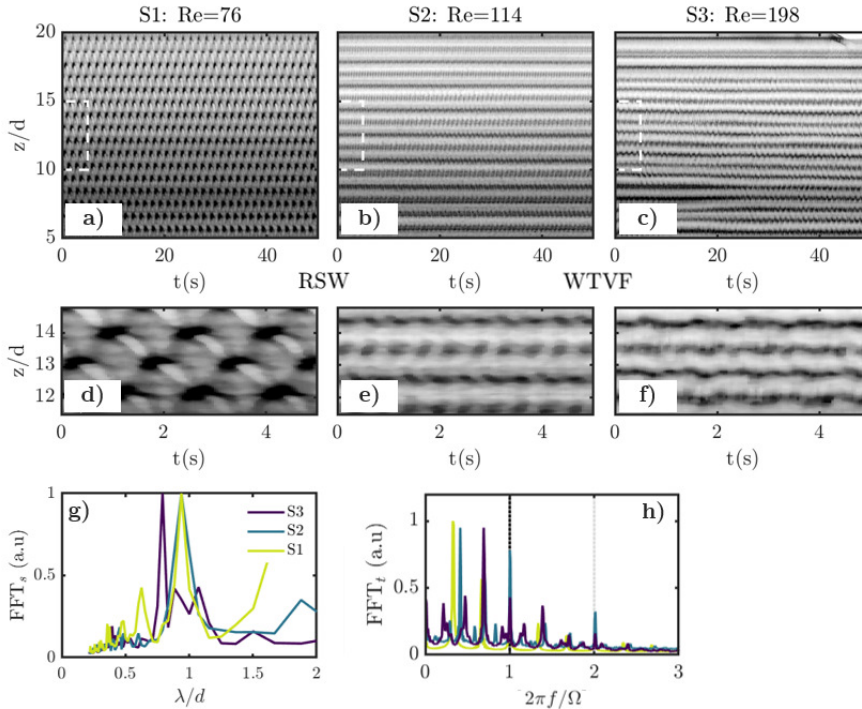 S1: Re=76 S2: Re=114 S3: Re=198
20
15
10
5
z/d
a) b) c)
0 20 40 0 20 40 0 20 40
t(s) RSW t(s) WTVF t(s)
14
13
12
z/d
d) e) f)
0 2 4 0 2 4 0 2 4
t(s) t(s) t(s)
g)
1
0.5
0
FFTs (a.u)
S3
S2
S1
0 0.5 1 1.5 2
λ/d
h)
1
0.5
0
FFTt (a.u)
0 1 2 3
2πf/Ω